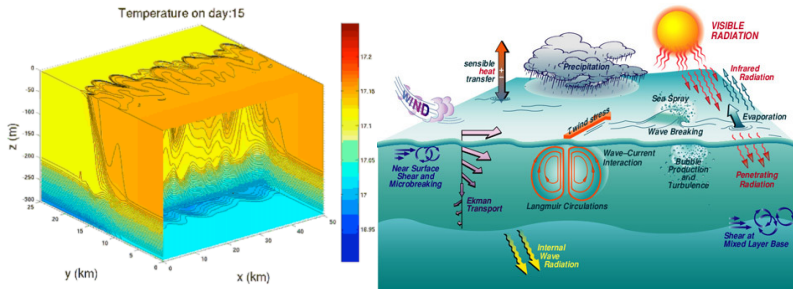 Temperature on day:15
0
-50
-100
-150
-200
-250
-300
z (m)
20
10
0
y (km)
0
10
20
30
40
50
x (km)
17.2
17.15
17.1
17.05
17
16.95
VISIBLE
RADIATION
sensible
heat
transfer
+
-
Precipitation
Infrared
Radiation
WIND
Sea Spray
Evaporation
τ wind stress
Wave Breaking
Near Surface
Shear and
Microbreaking
Wave–Current
Interaction
Bubble
Production
and
Turbulence
Penetrating
Radiation
Ekman
Transport
Langmuir Circulations
Shear at
Mixed Layer Base
Internal
Wave
Radiation